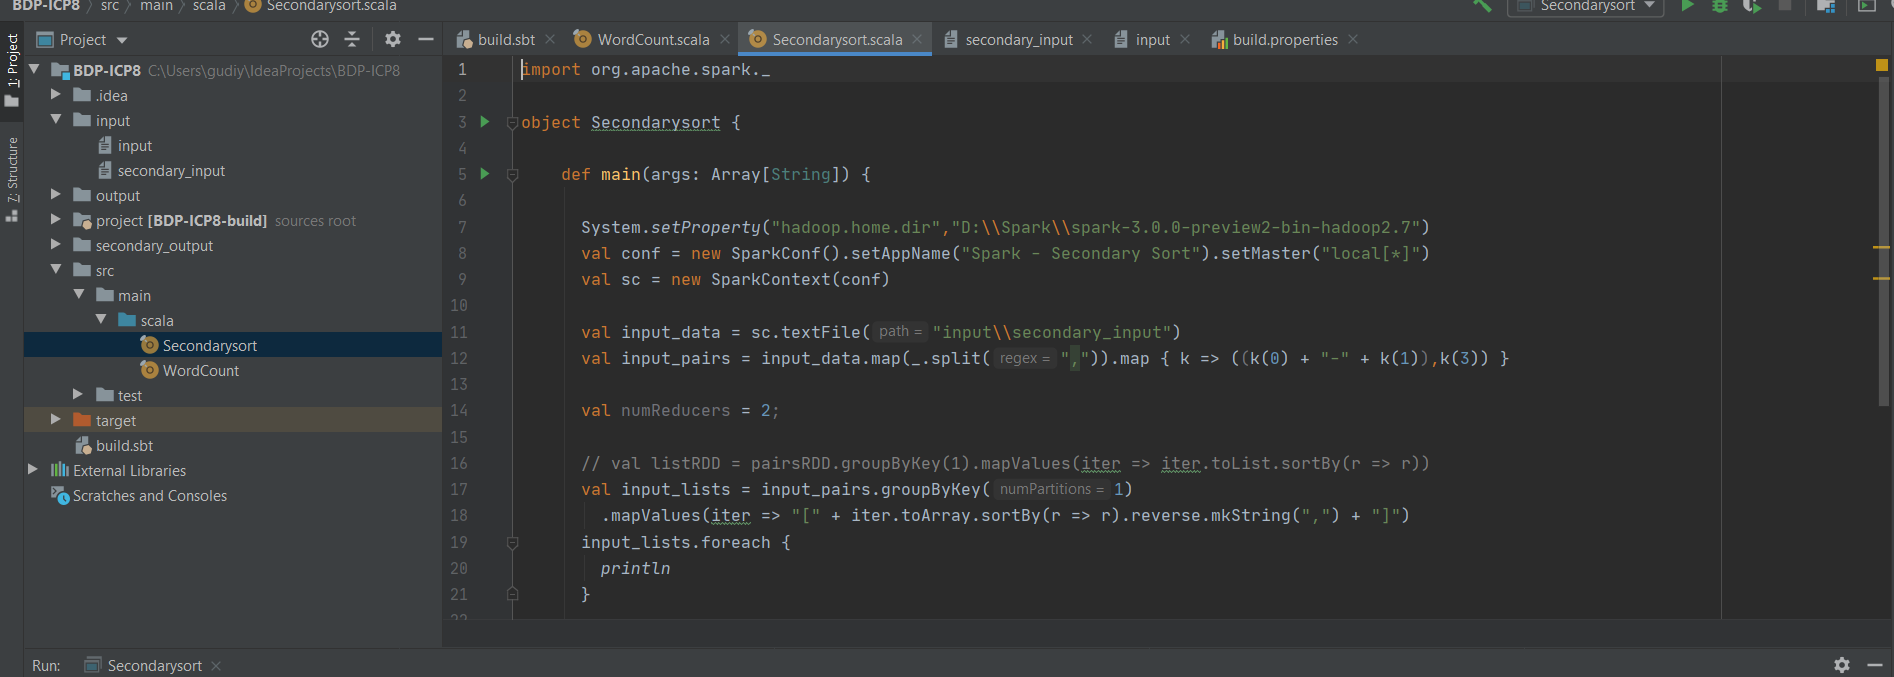 BDP-ICP8 〉 src 〉 main 〉 scala 〉 Secondarysort.scala
Secondarysort
Project
build.sbt
WordCount.scala
Secondarysort.scala
secondary_input
input
build.properties
1: Project
7: Structure
BDP-ICP8 C:\Users\gudiy\IdeaProjects\BDP-ICP8
.idea
input
input
secondary_input
output
project [BDP-ICP8-build] sources root
secondary_output
src
main
scala
Secondarysort
WordCount
test
target
build.sbt
External Libraries
Scratches and Consoles
1 import org.apache.spark._
2
3 object Secondarysort {
4
5 def main(args: Array[String]) {
6
7 System.setProperty("hadoop.home.dir","D:\\Spark\\spark-3.0.0-preview2-bin-hadoop2.7")
8 val conf = new SparkConf().setAppName("Spark - Secondary Sort").setMaster("local[*]")
9 val sc = new SparkContext(conf)
10
11 val input_data = sc.textFile( path = "input\\secondary_input")
12 val input_pairs = input_data.map(_.split( regex = ",")).map { k => ((k(0) + "-" + k(1)),k(3)) }
13
14 val numReducers = 2;
15
16 // val listRDD = pairsRDD.groupByKey(1).mapValues(iter => iter.toList.sortBy(r => r))
17 val input_lists = input_pairs.groupByKey( numPartitions = 1)
18 .mapValues(iter => "[" + iter.toArray.sortBy(r => r).reverse.mkString(",") + "]")
19 input_lists.foreach {
20 println
21 }
22
Run: Secondarysort